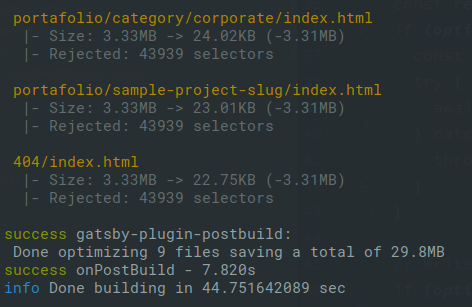 portafolio/category/corporate/index.html
|- Size: 3.33MB -> 24.02KB (-3.31MB)
|- Rejected: 43939 selectors
portafolio/sample-project-slug/index.html
|- Size: 3.33MB -> 23.01KB (-3.31MB)
|- Rejected: 43939 selectors
404/index.html
|- Size: 3.33MB -> 22.75KB (-3.31MB)
|- Rejected: 43939 selectors
success gatsby-plugin-postbuild:
Done optimizing 9 files saving a total of 29.8MB
success onPostBuild - 7.820s
info Done building in 44.751642089 sec